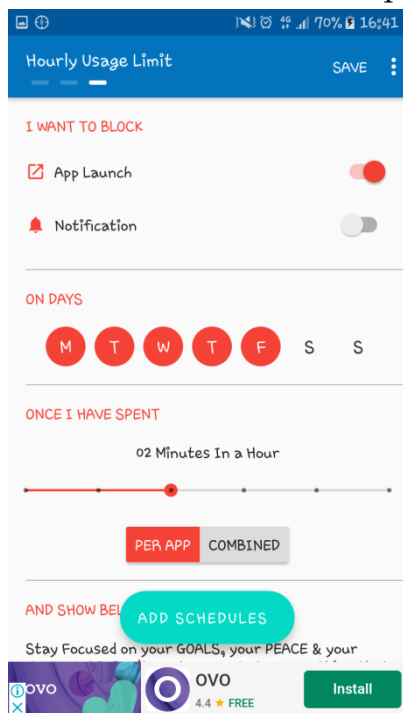 4G 70% 16:41
Hourly Usage Limit SAVE
I WANT TO BLOCK
App Launch
Notification
ON DAYS
M T W T F S S
ONCE I HAVE SPENT
02 Minutes In a Hour
PER APP COMBINED
AND SHOW BEL
ADD SCHEDULES
Stay Focused on your GOALS, your PEACE & your
OVO OVO
4.4 ★ FREE Install